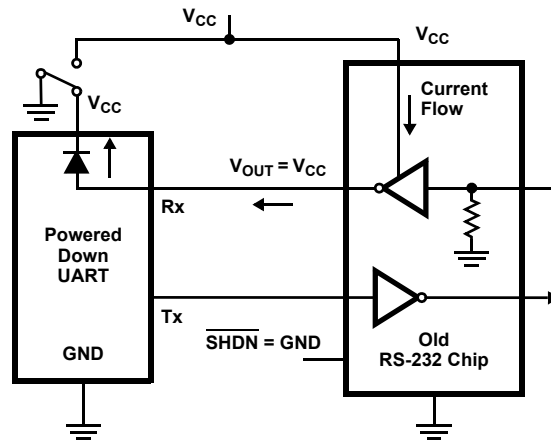 VCC
VCC
VCC
Current
Flow
VOUT = VCC
Rx
Powered
Down
UART
Tx
SHDN = GND
GND
Old
RS-232 Chip